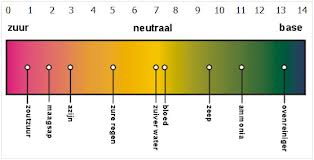 0 1 2 3 4 5 6 7 8 9 10 11 12 13 14
zuur neutraal base
zoutzuur
maagsap
azijn
zure regen
zuiver water
bloed
zeep
ammonia
ovenreiniger